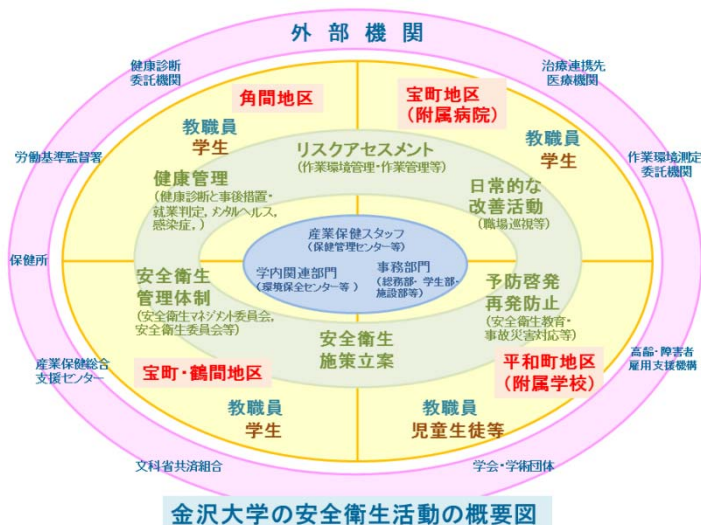 外部機関
健康診断
委託機関
治療連携先
医療機関
角間地区
宝町地区
(附属病院)
教職員
学生
リスクアセスメント
(作業環境管理・作業管理等)
教職員
学生
労働基準監督署
作業環境測定
委託機関
健康管理
(健康診断と事後措置・
就業判定, メンタルヘルス,
感染症, )
日常的な
改善活動
(職場巡視等)
産業保健スタッフ
(保健管理センター等)
保健所
学内関連部門
(環境保全センター等)
事務部門
(総務部・学生部・
施設部等)
安全衛生
管理体制
(安全衛生マネジメント委員会,
安全衛生委員会等)
予防啓発
再発防止
(安全衛生教育・
事故災害対応等)
安全衛生
施策立案
産業保健総合
支援センター
高齢・障害者
雇用支援機構
宝町・鶴間地区
平和町地区
(附属学校)
教職員
学生
教職員
児童生徒等
文科省共済組合
学会・学術団体
金沢大学の安全衛生活動の概要図